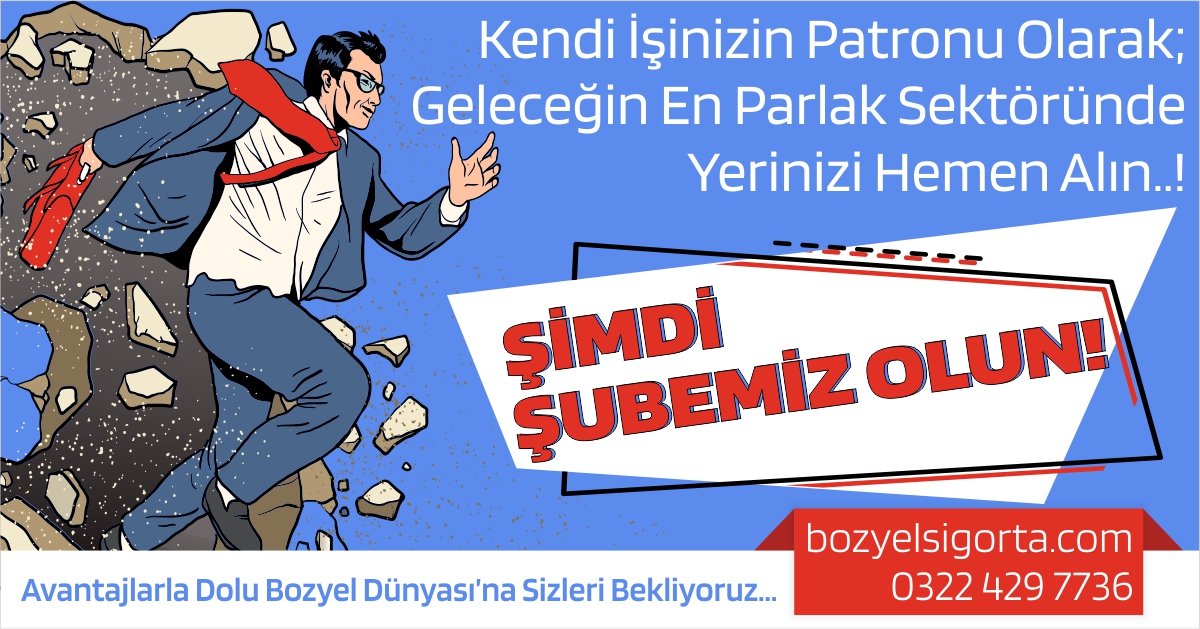 Kendi İşinizin Patronu Olarak;
Geleceğin En Parlak Sektöründe
Yerinizi Hemen Alın..!
ŞİMDİ
ŞUBEMİZ OLUN!
bozyelsigorta.com
0322 429 7736
Avantajlarla Dolu Bozyel Dünyası'na Sizleri Bekliyoruz...